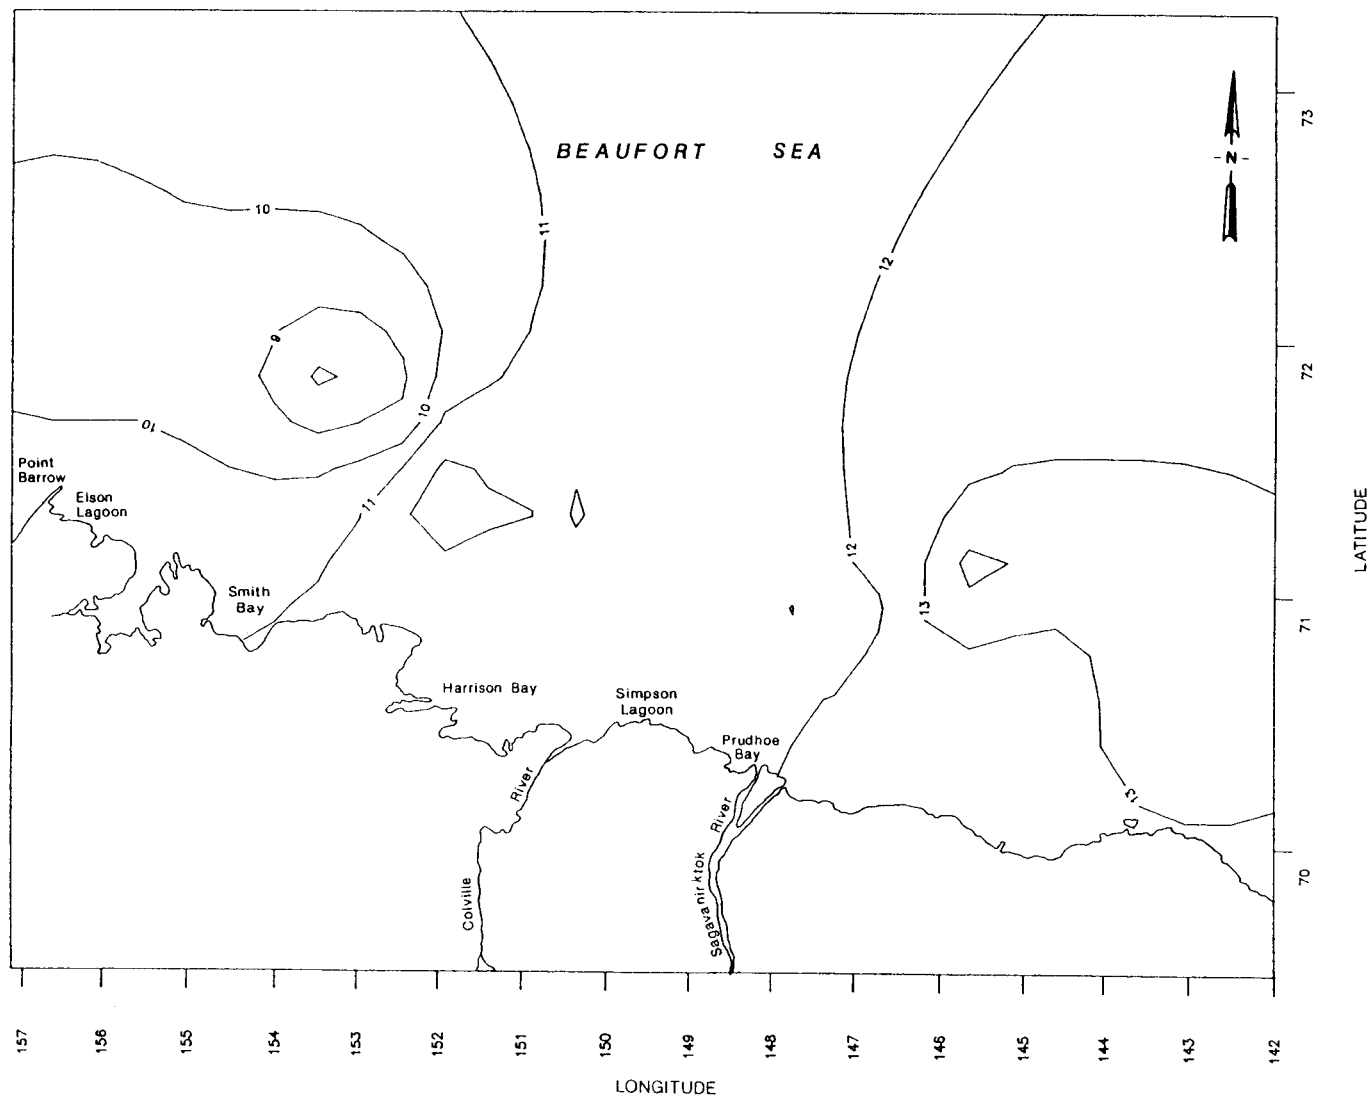 BEAUFORT SEA
N
73
10
11
12
9
72
10
10
Point
Barrow
Elson
Lagoon
11
12
LATITUDE
Smith
Bay
13
71
Harrison Bay
Simpson
Lagoon
Prudhoe
Bay
River
River
13
Colville
Sagavanirktok
70
157
156
155
154
153
152
151
150
149
148
147
146
145
144
143
142
LONGITUDE